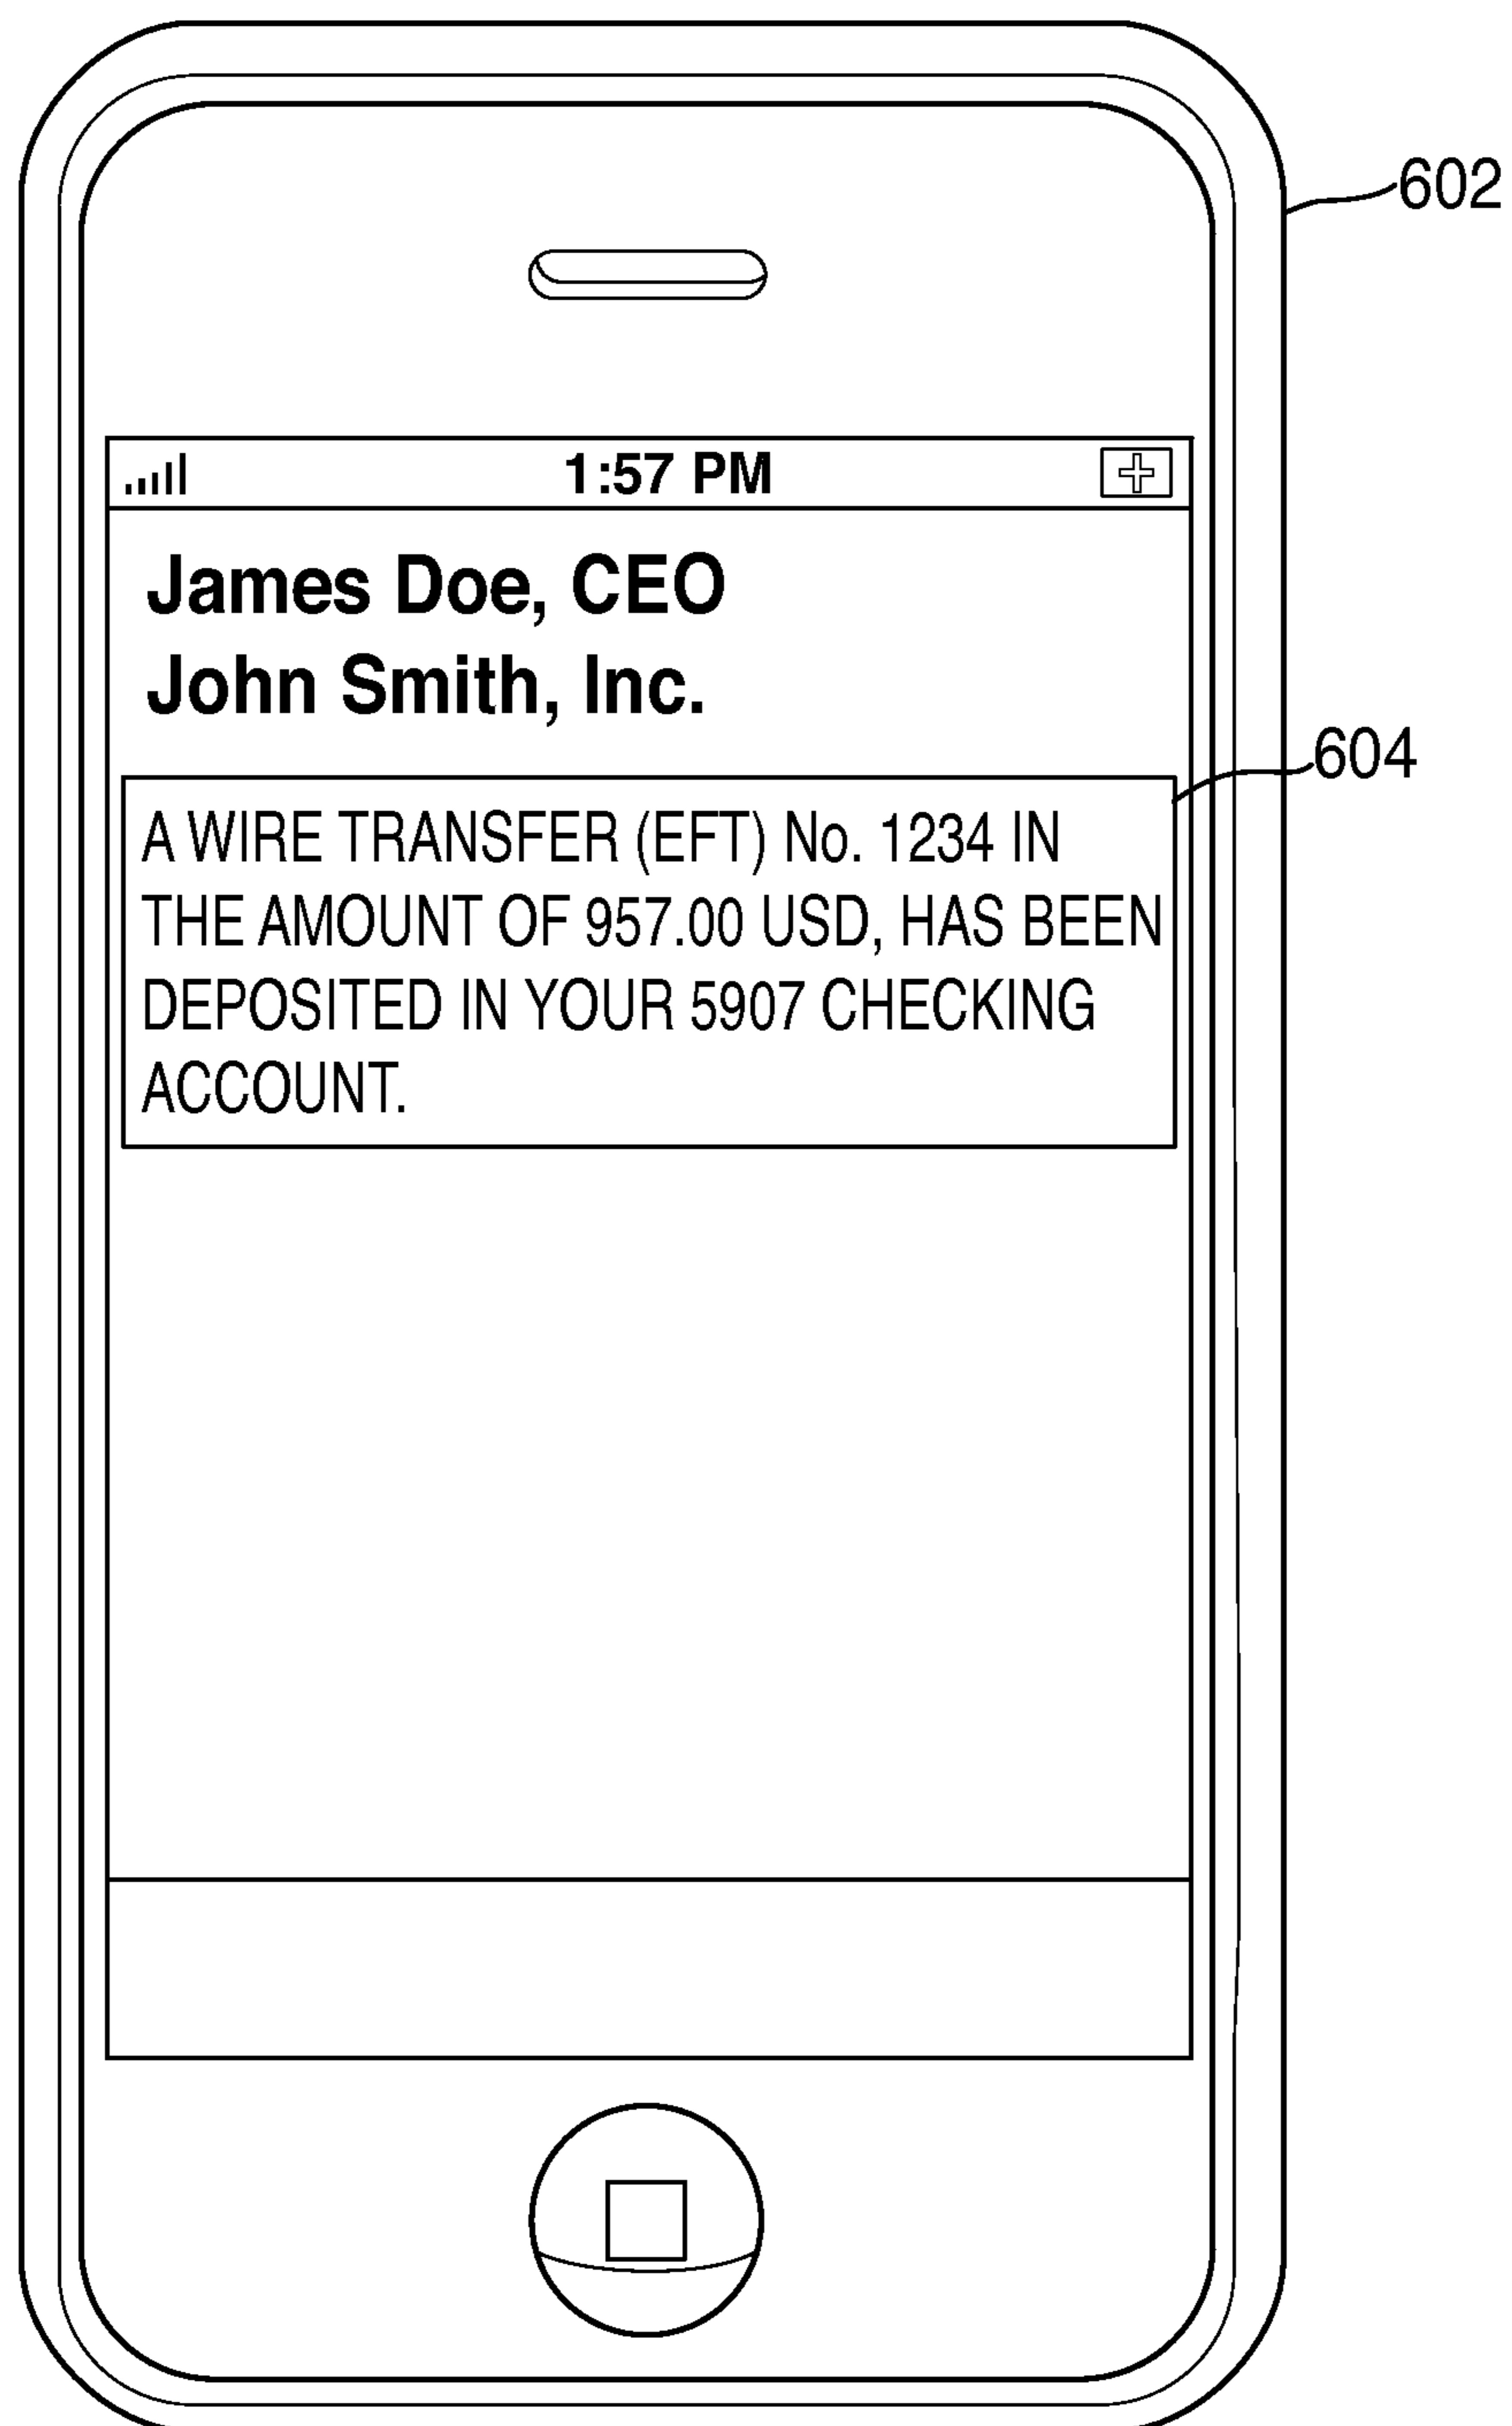 602
1:57 PM
James Doe, CEO
John Smith, Inc.
604
A WIRE TRANSFER (EFT) No. 1234 IN
THE AMOUNT OF 957.00 USD, HAS BEEN
DEPOSITED IN YOUR 5907 CHECKING
ACCOUNT.